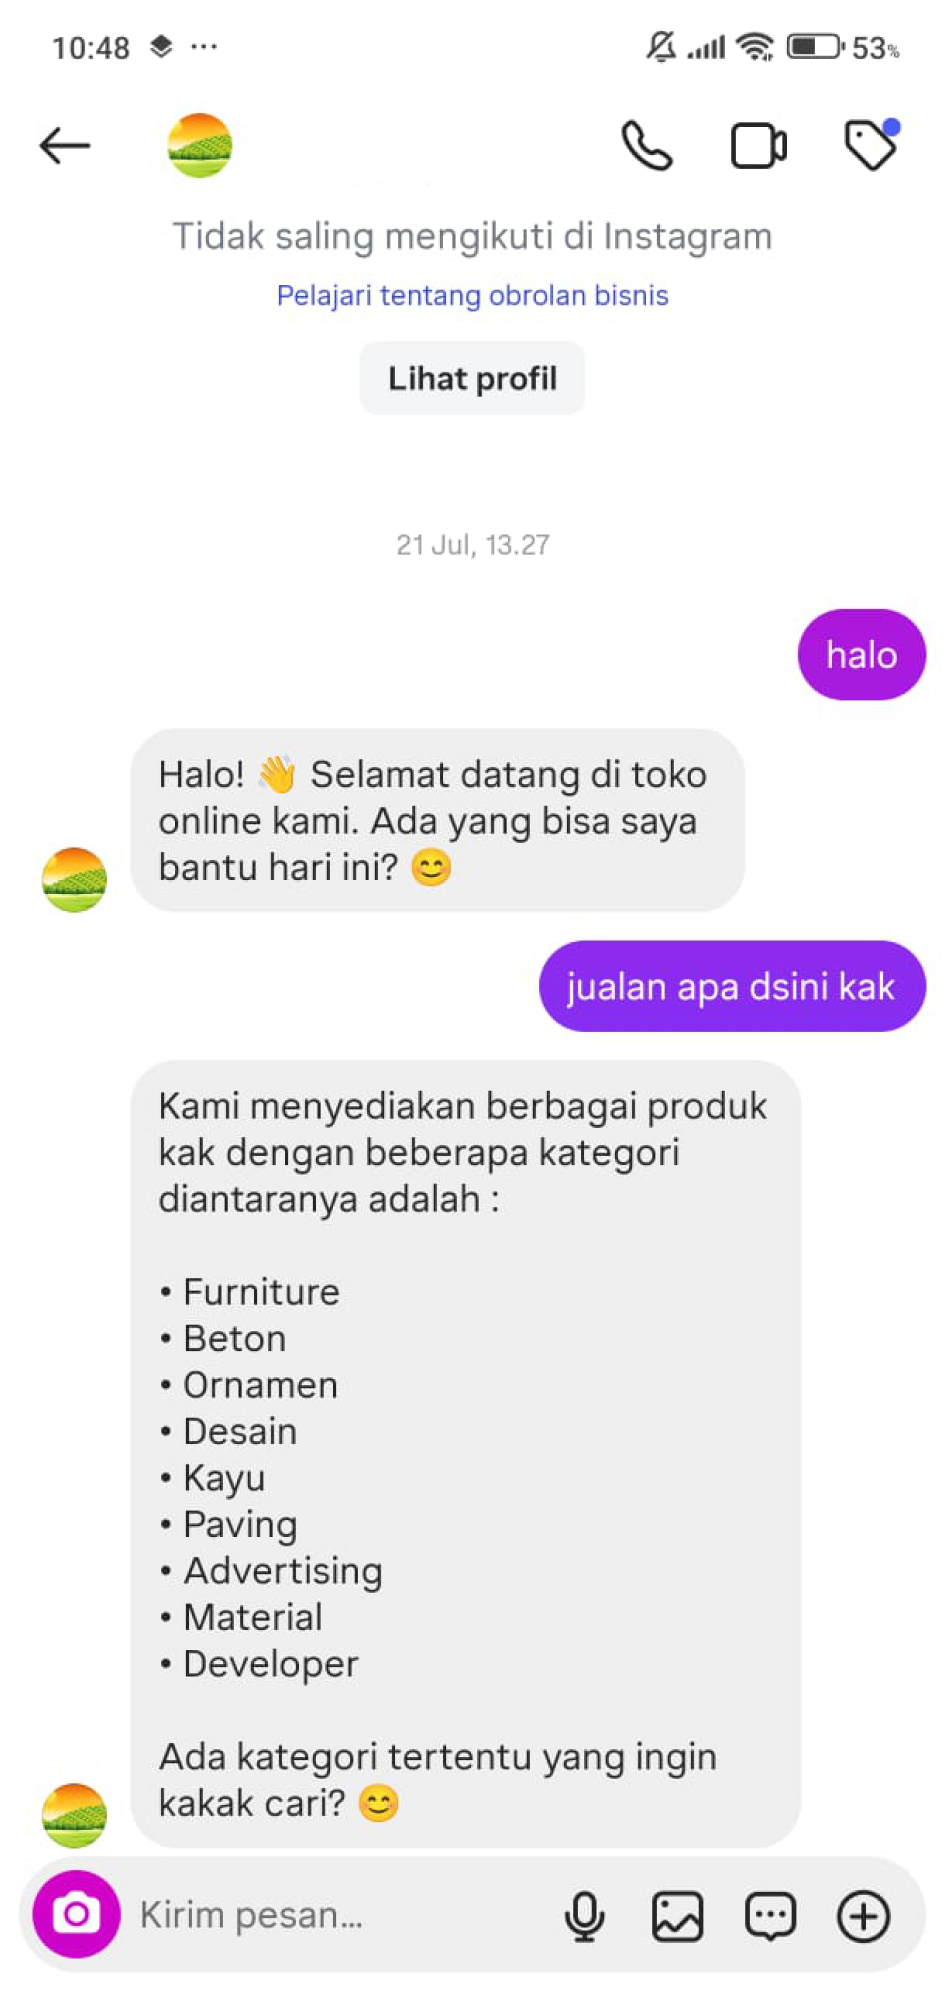 10:48
53%
Tidak saling mengikuti di Instagram
Pelajari tentang obrolan bisnis
Lihat profil
21 Jul, 13.27
halo
Halo! 👋 Selamat datang di toko
online kami. Ada yang bisa saya
bantu hari ini? 😊
jualan apa dsini kak
Kami menyediakan berbagai produk
kak dengan beberapa kategori
diantaranya adalah :
• Furniture
• Beton
• Ornamen
• Desain
• Kayu
• Paving
• Advertising
• Material
• Developer
Ada kategori tertentu yang ingin
kakak cari? 😊
Kirim pesan...